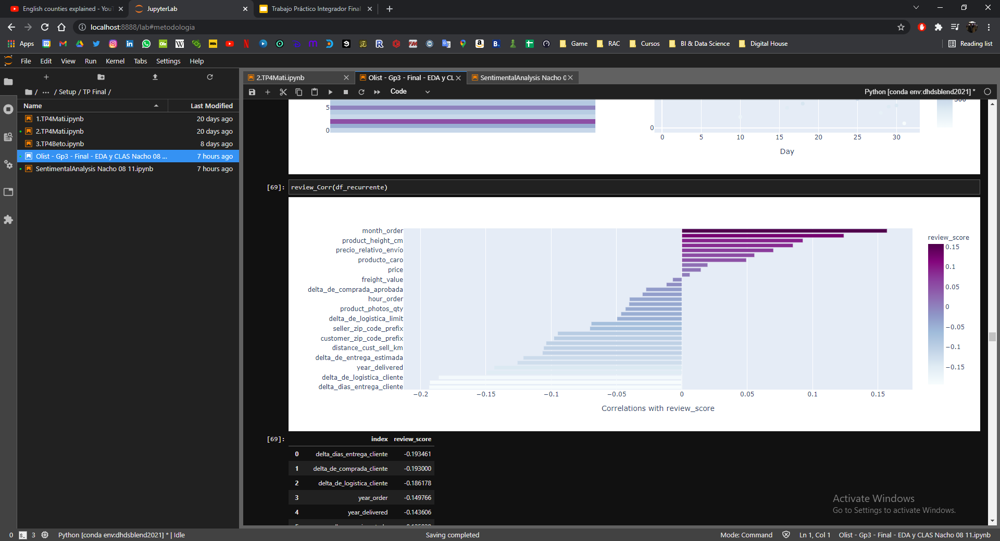 English counties explained - YouT
JupyterLab
Trabajo Práctico Integrador Final
localhost:8888/lab#metodologia
Apps
Game
RAC
Cursos
BI & Data Science
Digital House
Reading list
File Edit View Run Kernel Tabs Settings Help
/ ··· / Setup / TP Final /
Name Last Modified
1.TP4Mati.ipynb 20 days ago
2.TP4Mati.ipynb 20 days ago
3.TP4Beto.ipynb 8 days ago
Olist - Gp3 - Final - EDA y CLAS Nacho 08 ... 7 hours ago
SentimentalAnalysis Nacho 08 11.ipynb 7 hours ago
2.TP4Mati.ipynb
Olist - Gp3 - Final - EDA y CL
SentimentalAnalysis Nacho 0
Code
Python [conda env:dhdsblend2021] *
5
0
0
0 5 10 15 20 25 30
Day
[69]: review_Corr(df_recurrente)
month_order
product_height_cm
precio_relativo_envío
producto_caro
price
freight_value
delta_de_comprada_aprobada
hour_order
product_photos_qty
delta_de_logistica_limit
seller_zip_code_prefix
customer_zip_code_prefix
distance_cust_sell_km
delta_de_entrega_estimada
year_delivered
delta_de_logistica_cliente
delta_dias_entrega_cliente
−0.2 −0.15 −0.1 −0.05 0 0.05 0.1 0.15
Correlations with review_score
review_score
0.15
0.1
0.05
0
−0.05
−0.1
−0.15
[69]: index review_score
0 delta_dias_entrega_cliente -0.193461
1 delta_de_comprada_cliente -0.193000
2 delta_de_logistica_cliente -0.186178
3 year_order -0.149766
4 year_delivered -0.143606
Activate Windows
Go to Settings to activate Windows.
0 3 Python [conda env:dhdsblend2021] * | Idle
Saving completed
Mode: Command
Ln 1, Col 1
Olist - Gp3 - Final - EDA y CLAS Nacho 08 11.ipynb